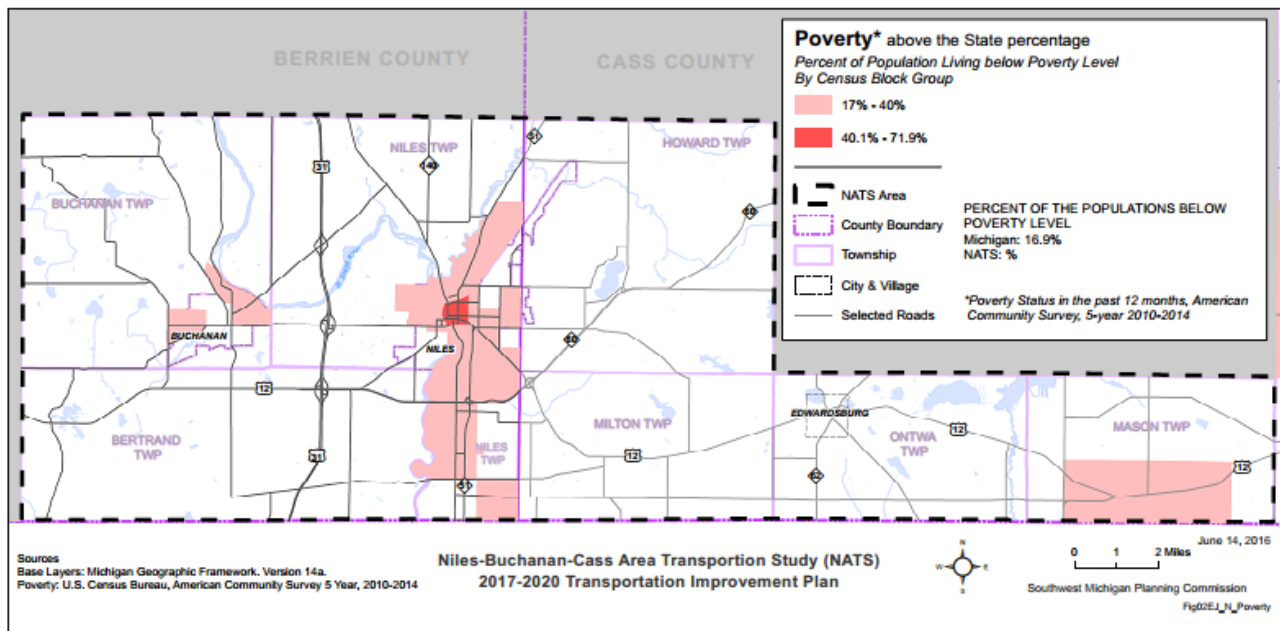 BERRIEN COUNTY
CASS COUNTY
Poverty* above the State percentage
Percent of Population Living below Poverty Level
By Census Block Group
17% - 40%
40.1% - 71.9%
NATS Area
County Boundary
Township
City & Village
Selected Roads
PERCENT OF THE POPULATIONS BELOW
POVERTY LEVEL
Michigan: 16.9%
NATS: %
*Poverty Status in the past 12 months, American
Community Survey, 5-year 2010-2014
51
NILES TWP
HOWARD TWP
31
140
BUCHANAN TWP
60
BUCHANAN
NILES
60
12
EDWARDSBURG
BERTRAND
TWP
MILTON TWP
NILES
TWP
12
ONTWA
TWP
12
MASON TWP
31
12
51
62
Sources
Base Layers: Michigan Geographic Framework. Version 14a.
Poverty: U.S. Census Bureau, American Community Survey 5 Year, 2010-2014
Niles-Buchanan-Cass Area Transportion Study (NATS)
2017-2020 Transportation Improvement Plan
N
W
E
S
June 14, 2016
0 1 2 Miles
Southwest Michigan Planning Commission
Fig02EJ_N_Poverty